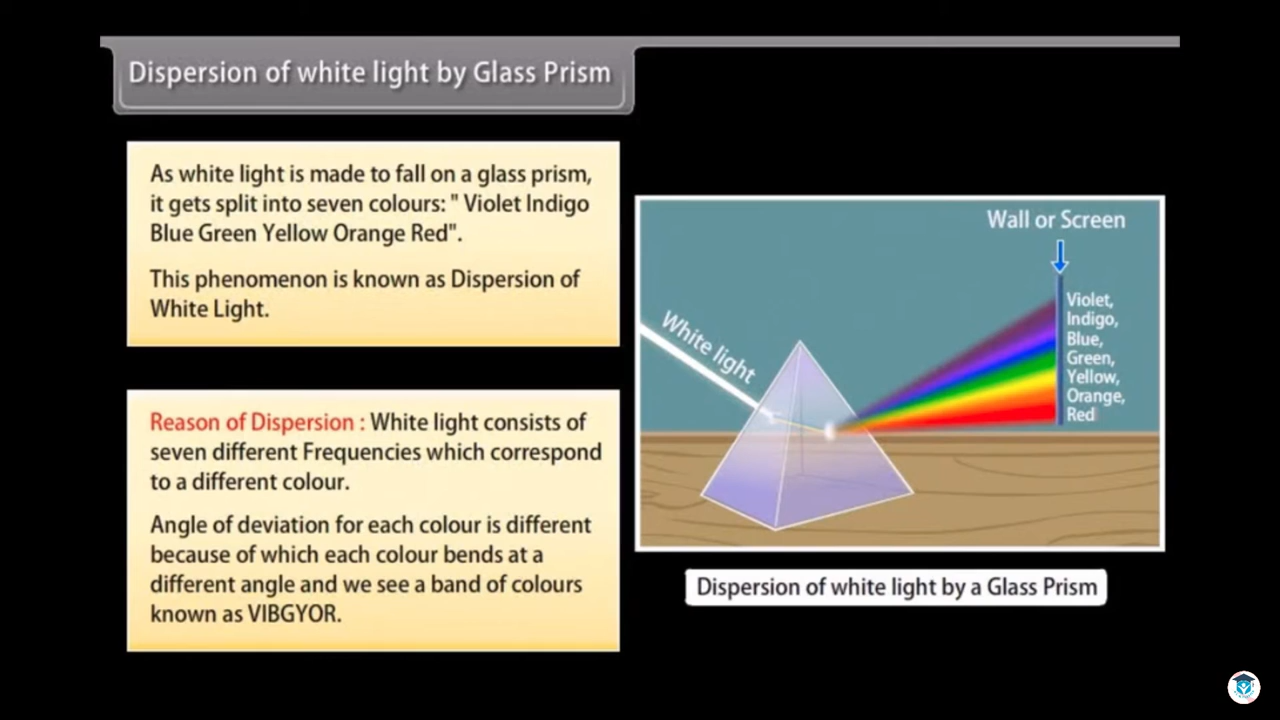 Dispersion of white light by Glass Prism
As white light is made to fall on a glass prism,
it gets split into seven colours: " Violet Indigo
Blue Green Yellow Orange Red".
This phenomenon is known as Dispersion of
White Light.
Reason of Dispersion : White light consists of
seven different Frequencies which correspond
to a different colour.
Angle of deviation for each colour is different
because of which each colour bends at a
different angle and we see a band of colours
known as VIBGYOR.
Wall or Screen
White light
Violet,
Indigo,
Blue,
Green,
Yellow,
Orange,
Red
Dispersion of white light by a Glass Prism